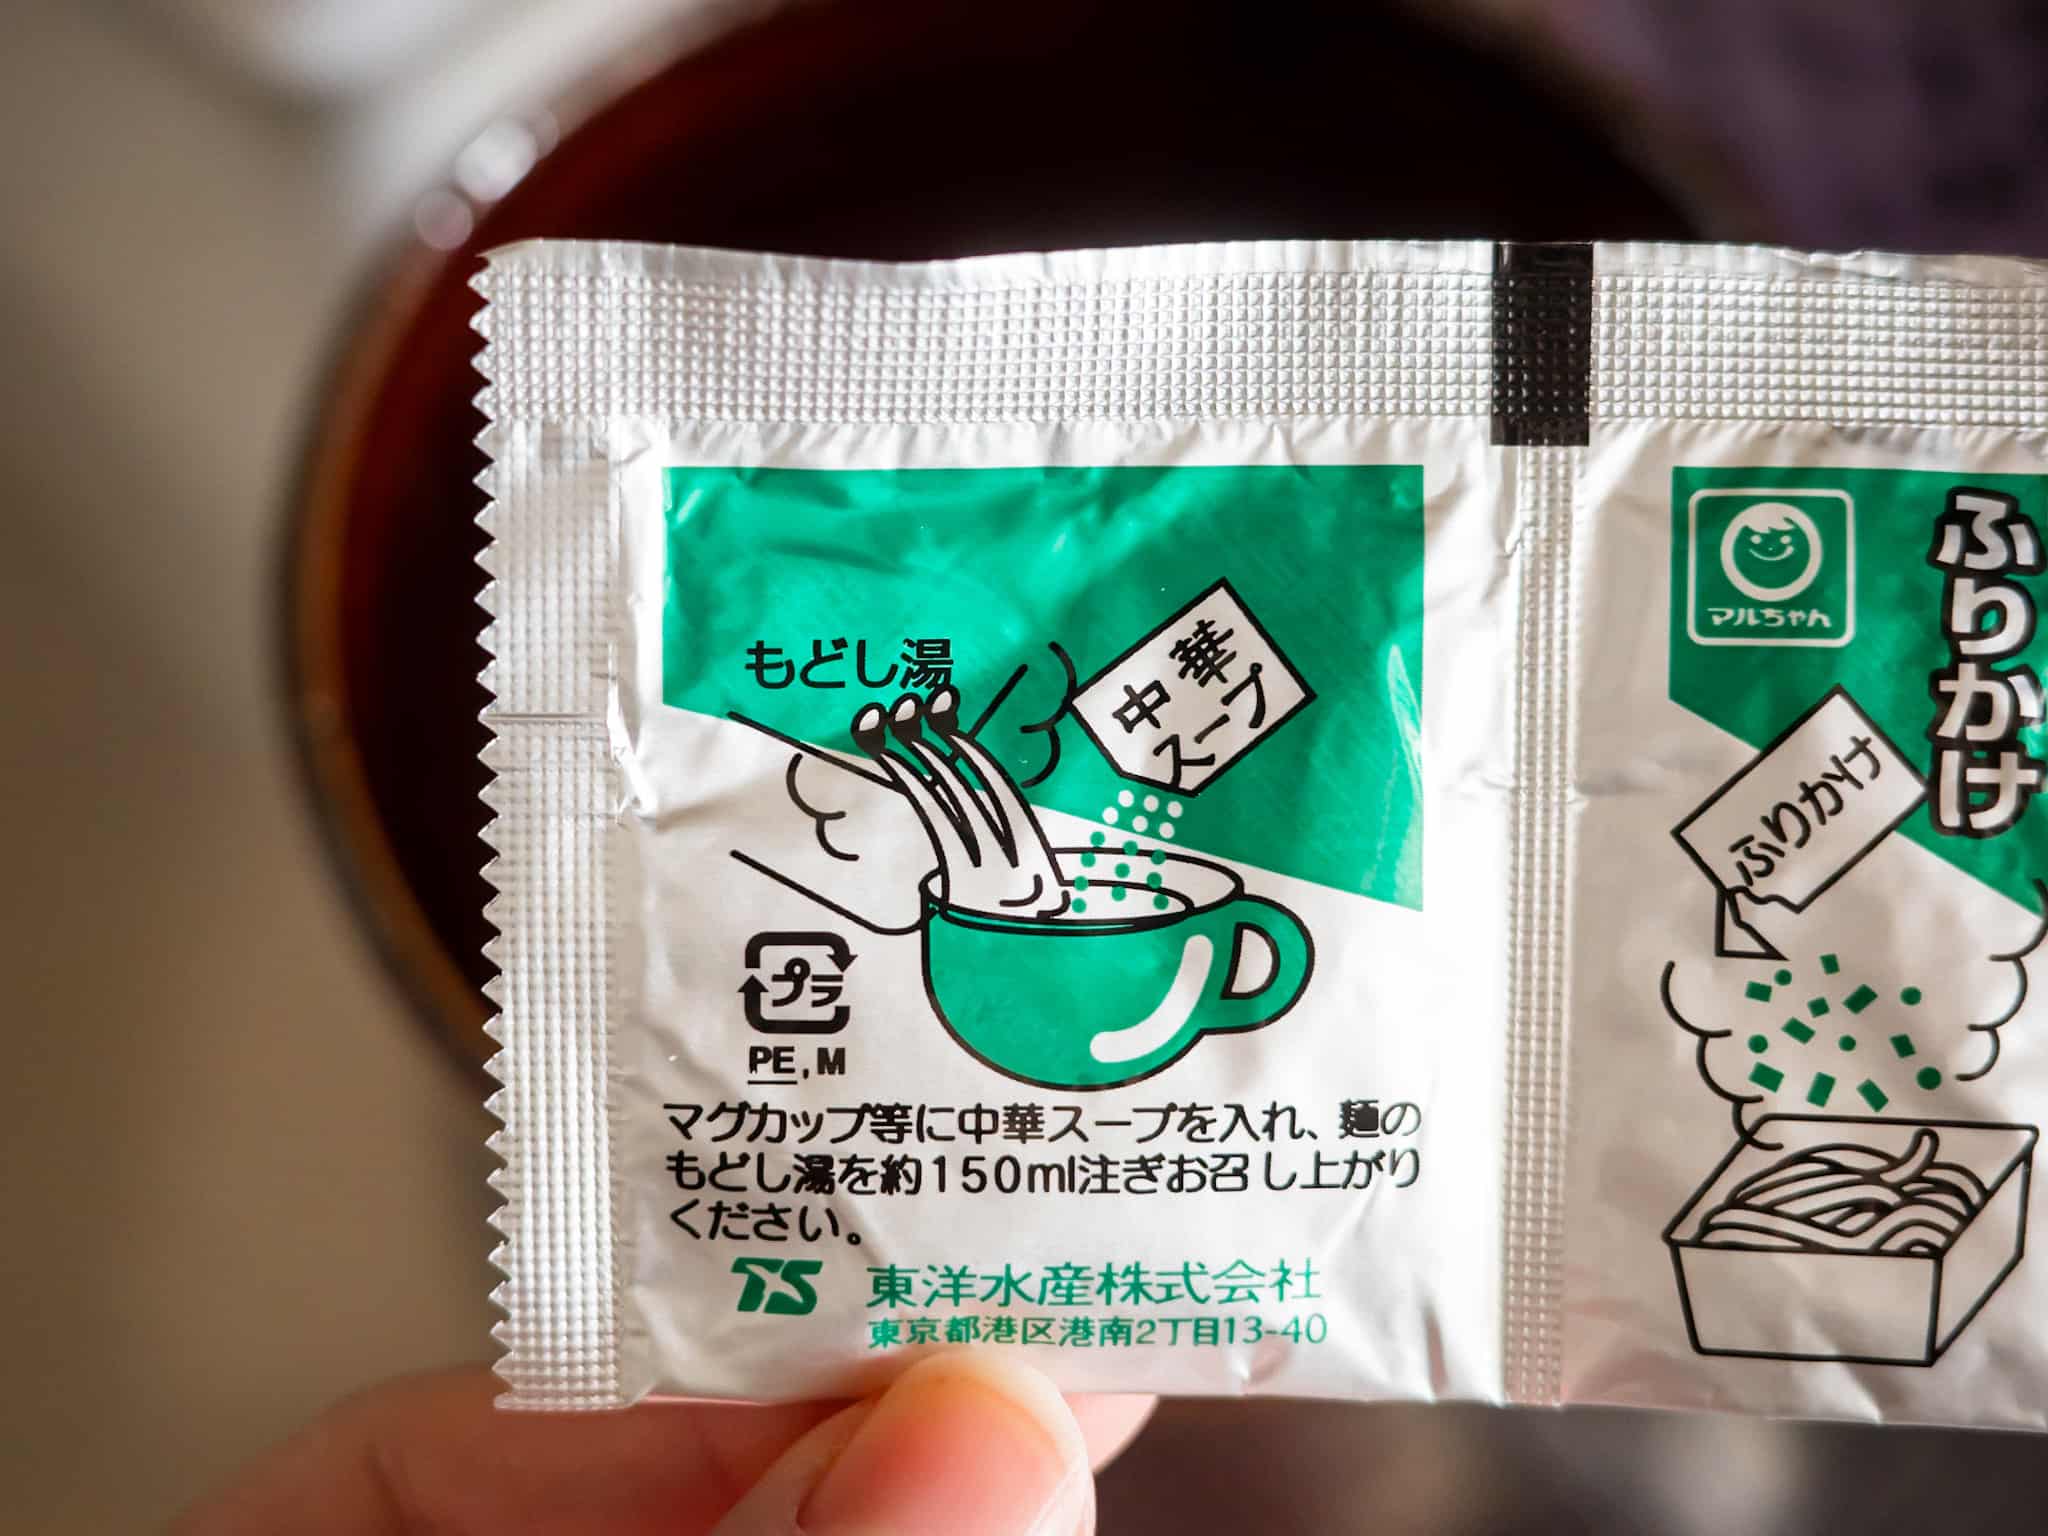 もどし湯
中華
スープ
プラ
PE, M
マグカップ等に中華スープを入れ、麺の
もどし湯を約150ml注ぎお召し上がり
ください。
TS 東洋水産株式会社
東京都港区港南2丁目13-40
マルちゃん
ふりかけ
ふりかけ